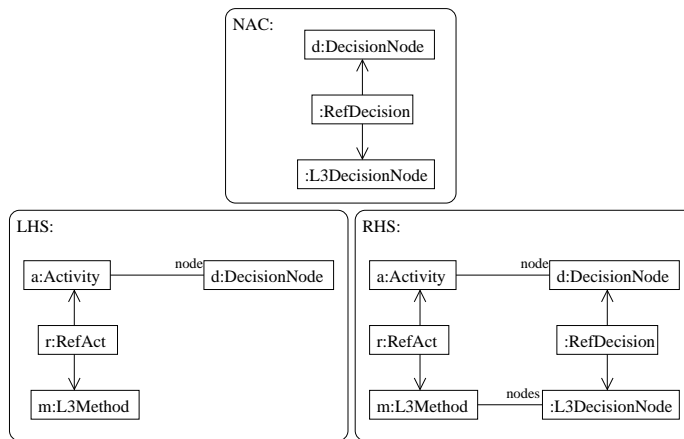 NAC:
d:DecisionNode
:RefDecision
:L3DecisionNode
LHS:
a:Activity
node
d:DecisionNode
r:RefAct
m:L3Method
RHS:
a:Activity
node
d:DecisionNode
r:RefAct
:RefDecision
m:L3Method
nodes
:L3DecisionNode